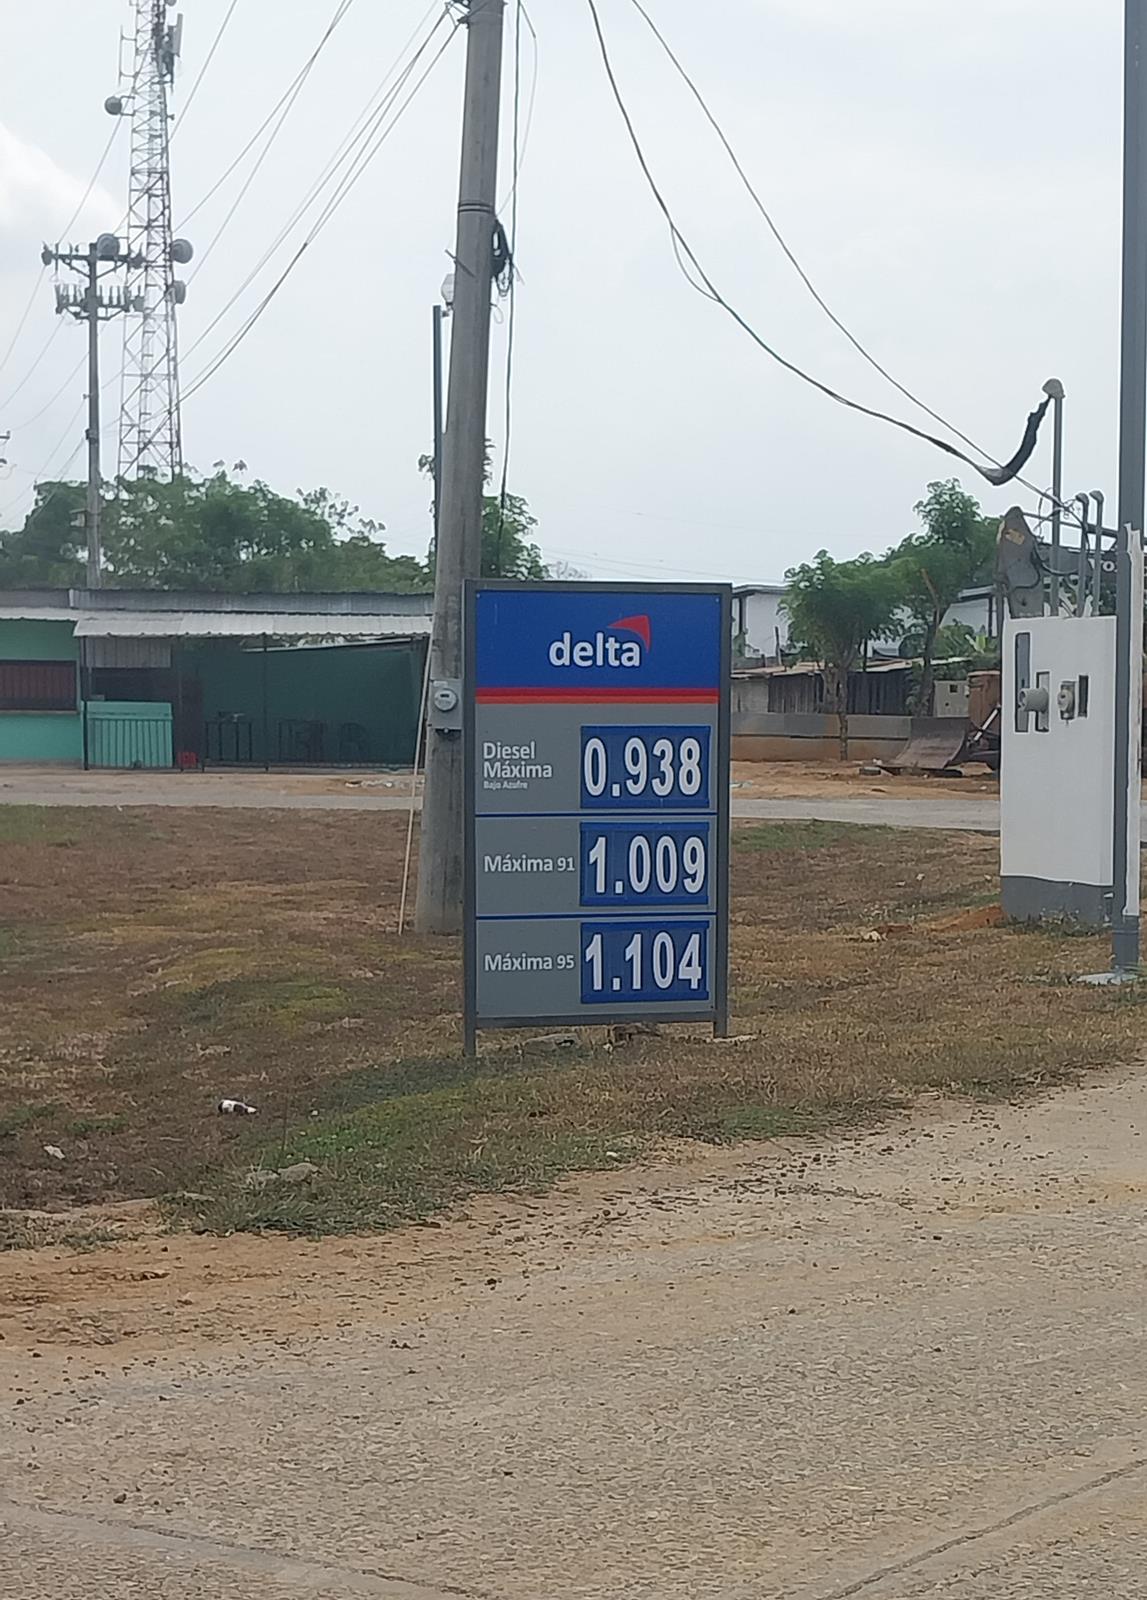 delta
Diesel
Máxima
Bajo Azufre
0.938
Máxima 91
1.009
Máxima 95
1.104